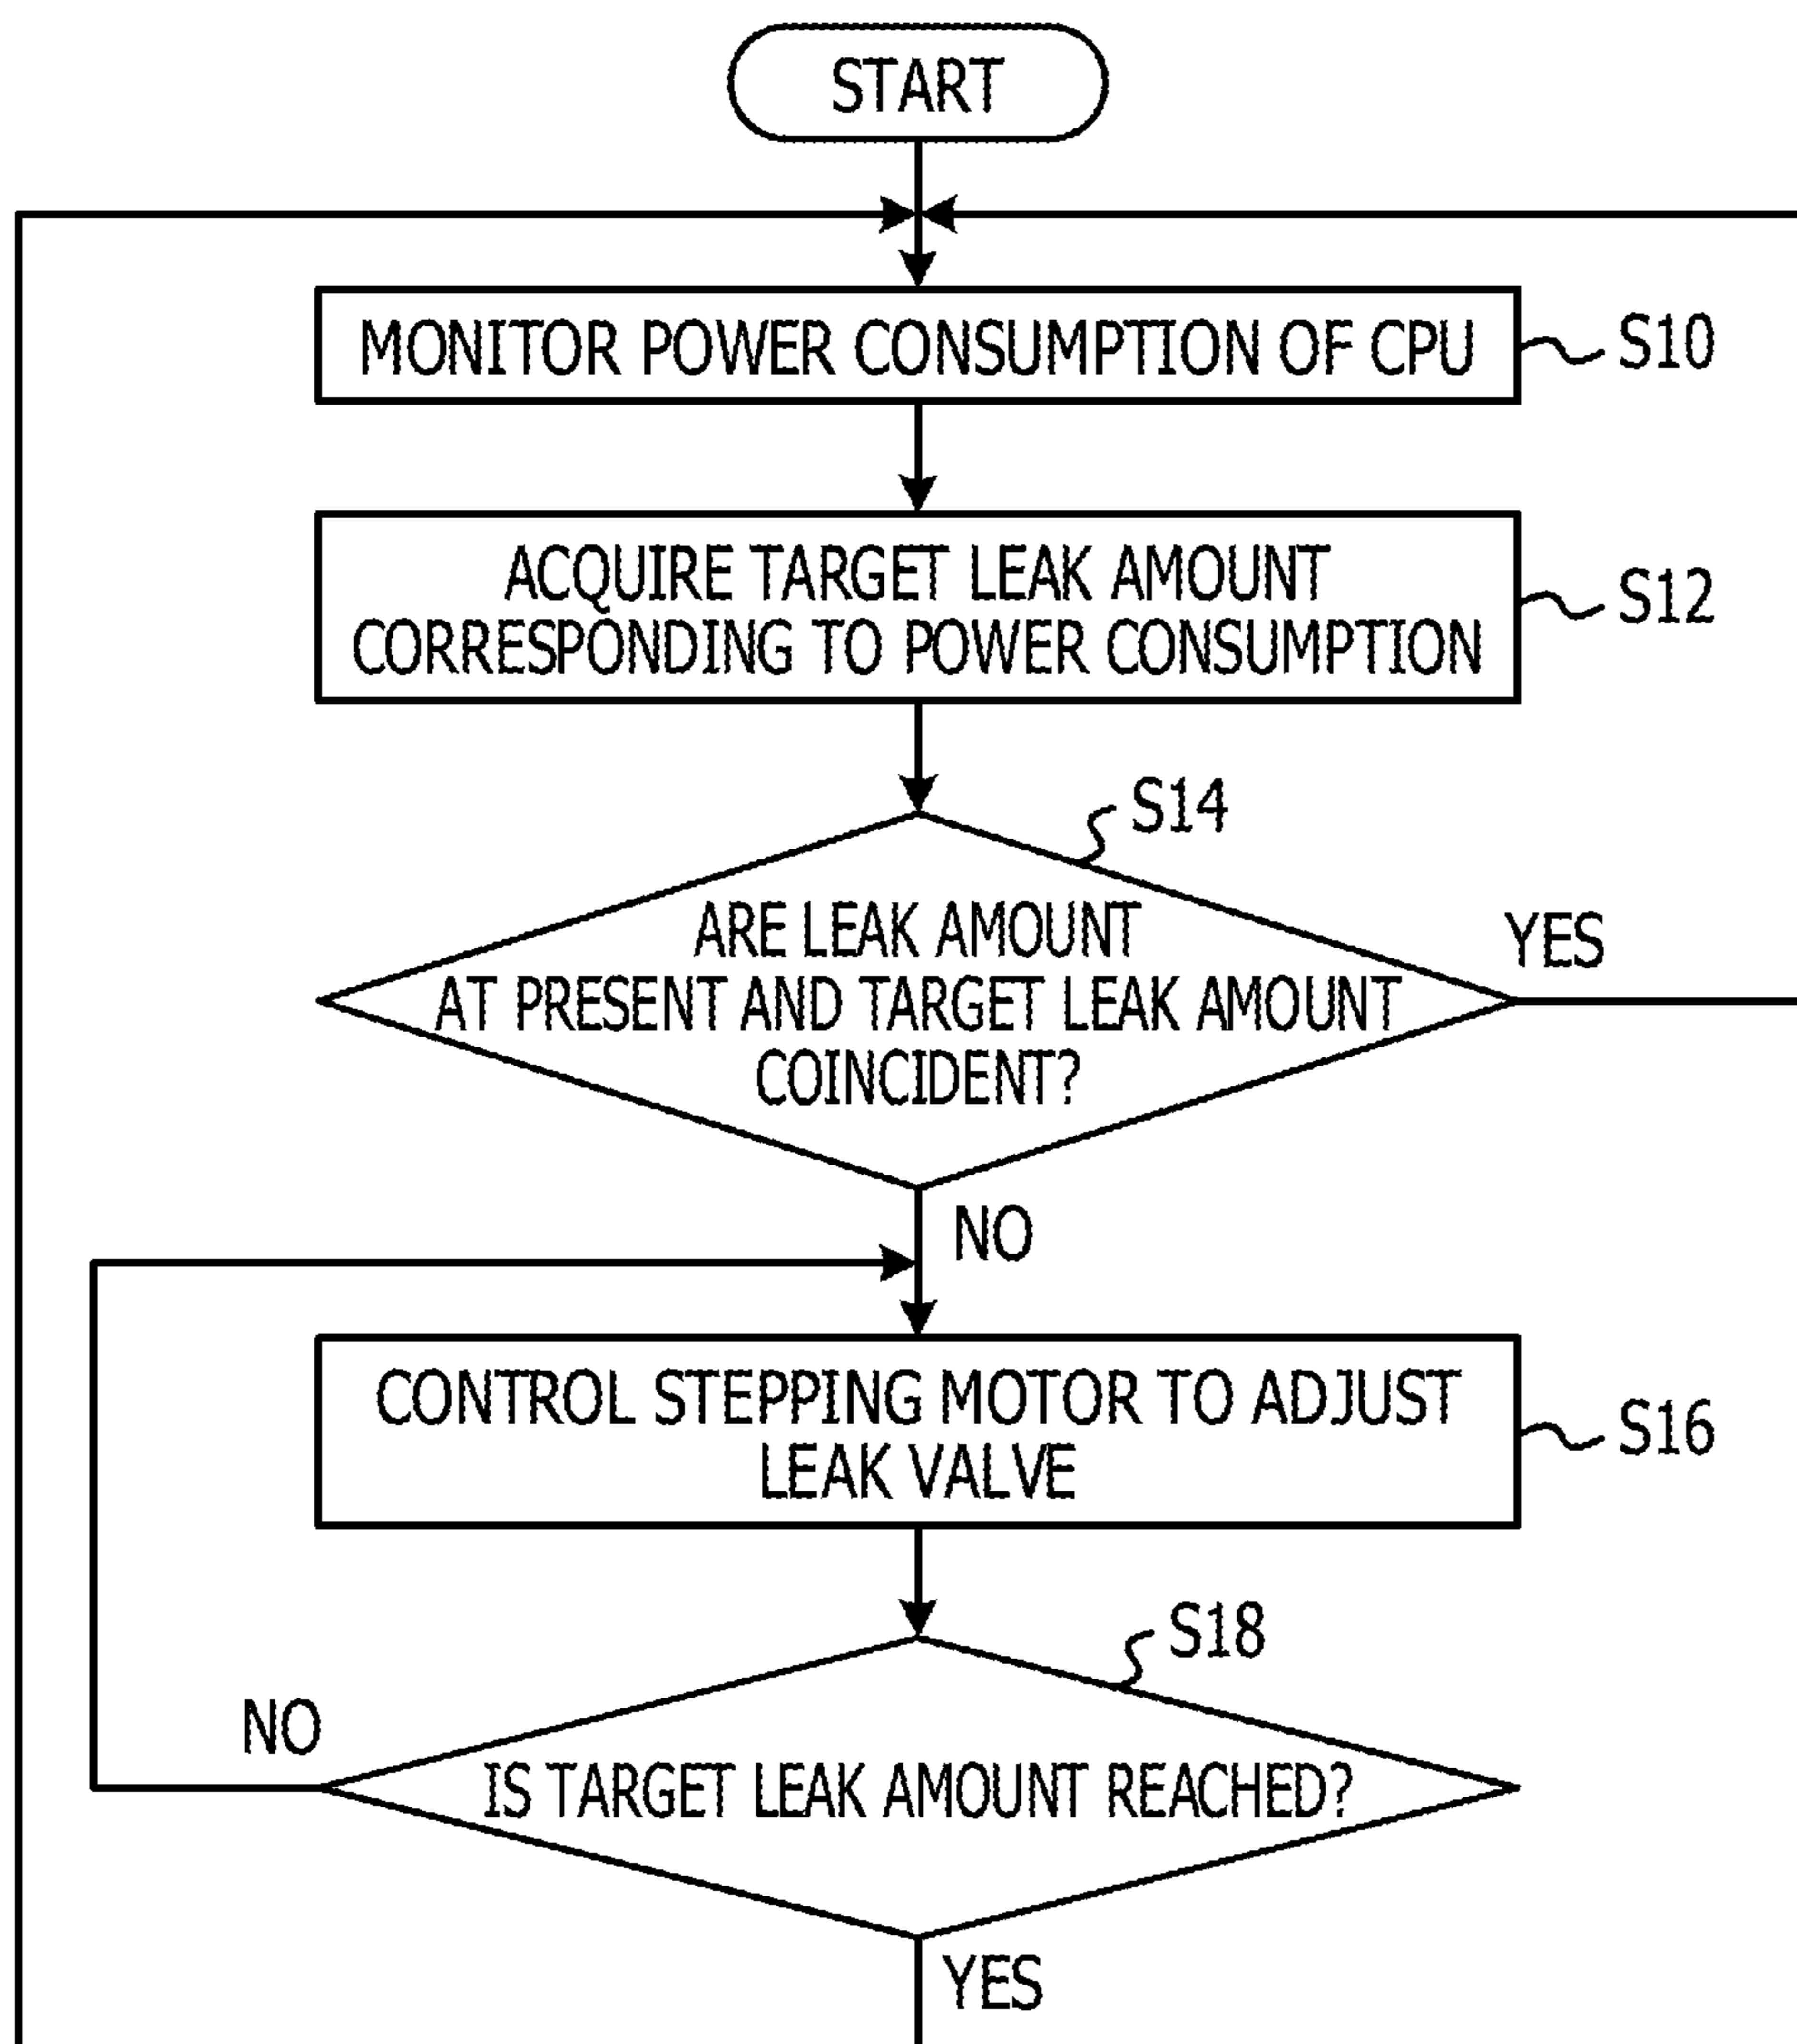 START
MONITOR POWER CONSUMPTION OF CPU
S10
ACQUIRE TARGET LEAK AMOUNT
CORRESPONDING TO POWER CONSUMPTION
S12
S14
ARE LEAK AMOUNT
AT PRESENT AND TARGET LEAK AMOUNT
COINCIDENT?
YES
NO
CONTROL STEPPING MOTOR TO ADJUST
LEAK VALVE
S16
S18
NO
IS TARGET LEAK AMOUNT REACHED?
YES